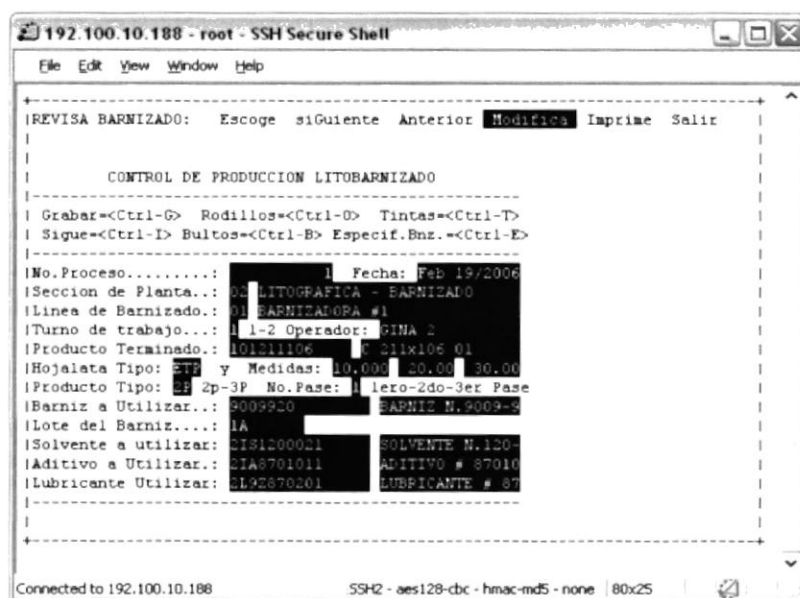 192.100.10.188 - root - SSH Secure Shell
File Edit View Window Help
REVISA BARNIZADO: Escoge siGuiente Anterior Modifica Imprime Salir
CONTROL DE PRODUCCION LITOBARNIZADO
Grabar=<Ctrl-G> Rodillos=<Ctrl-O> Tintas=<Ctrl-T>
Sigue=<Ctrl-I> Bultos=<Ctrl-B> Especif.Bnz.=<Ctrl-E>
No.Proceso.........: 1 Fecha: Feb 19/2006
Seccion de Planta..: 02 LITOGRAFICA - BARNIZADO
Linea de Barnizado.: 01 BARNIZADORA #1
Turno de trabajo...: 1 1-2 Operador: GINA 2
Producto Terminado.: 101211106 C 211x106 01
Hojalata Tipo: ETP y Medidas: 10.000 20.00 30.00
Producto Tipo: 2P 2p-3P No.Pase: 1 1ero-2do-3er Pase
Barniz a Utilizar..: 9009920 BARNIZ N.9009-9
Lote del Barniz....: 1A
Solvente a utilizar: 2IS1200021 SOLVENTE N.120-
Aditivo a Utilizar.: 2IA8701011 ADITIVO # 87010
Lubricante Utilizar: 2L9Z870201 LUBRICANTE # 87
Connected to 192.100.10.188 SSH2 - aes128-cbc - hmac-md5 - none 80x25